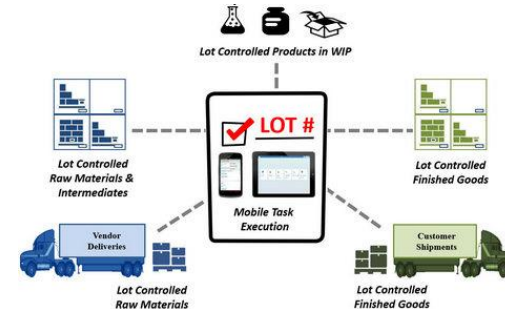 Lot Controlled Products in WIP
LOT #
Mobile Task
Execution
Lot Controlled
Raw Materials &
Intermediates
Lot Controlled
Finished Goods
Vendor
Deliveries
Lot Controlled
Raw Materials
Customer
Shipments
Lot Controlled
Finished Goods